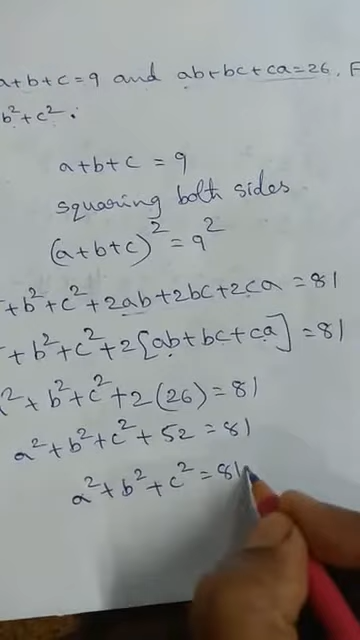 a+b+c=9 and ab+bc+ca=26, F
b²+c².
a+b+c = 9
squaring both sides
(a+b+c)² = 9²
+b²+c²+2ab+2bc+2ca = 81
+b²+c²+2[ab+bc+ca] = 81
²+b²+c²+2(26) = 81
a²+b²+c²+52 = 81
a²+b²+c² = 81